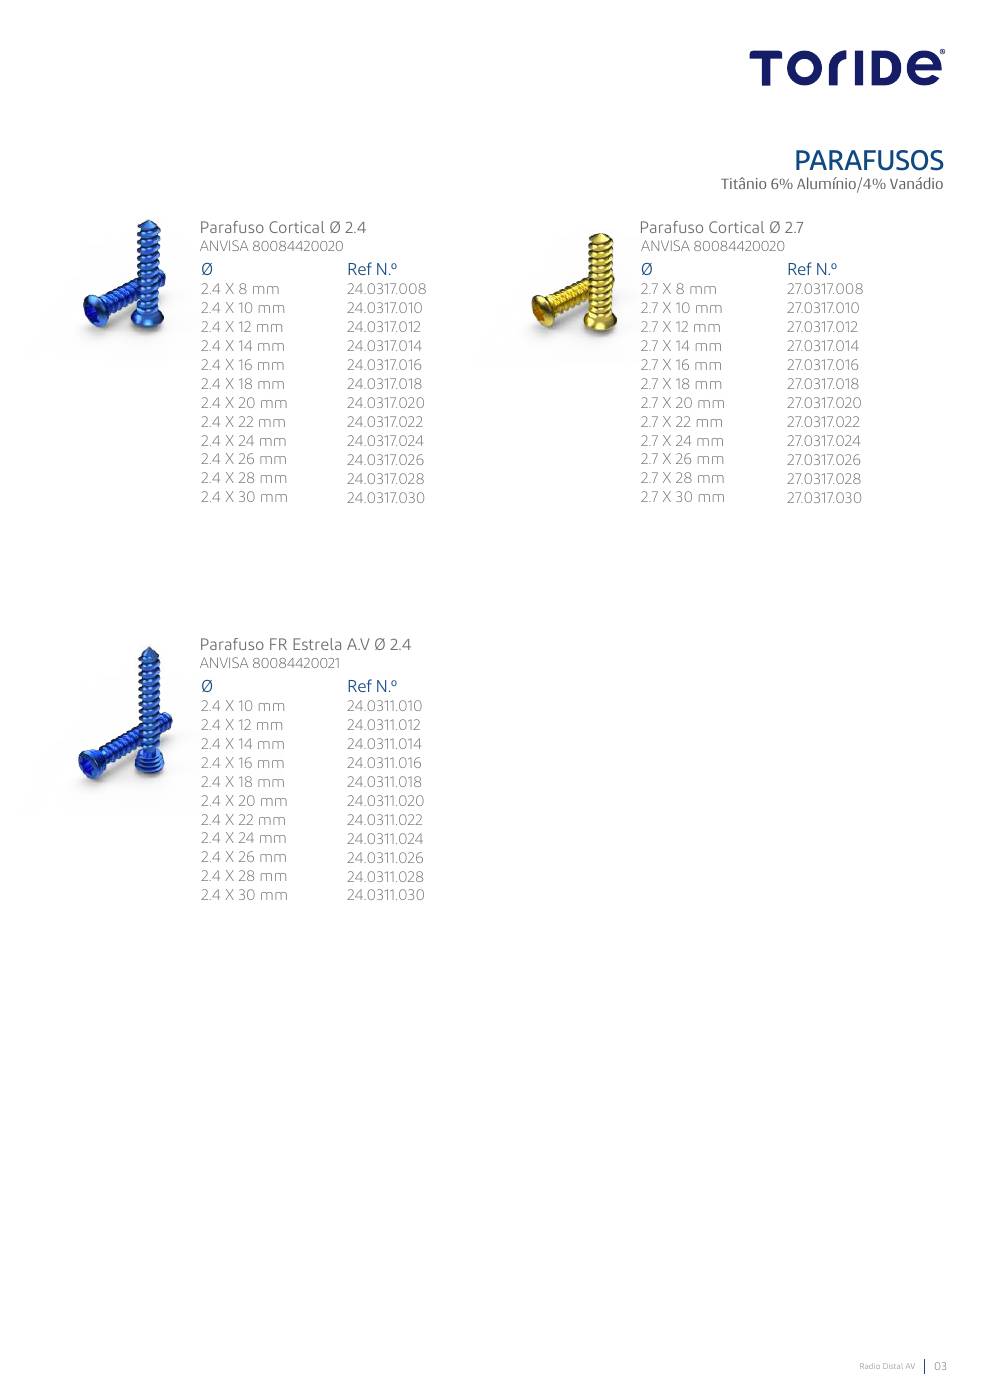 TORIDE®
PARAFUSOS
Titânio 6% Alumínio/4% Vanádio
Parafuso Cortical Ø 2.4
ANVISA 80084420020
Ø Ref N.º
2.4 X 8 mm 24.0317.008
2.4 X 10 mm 24.0317.010
2.4 X 12 mm 24.0317.012
2.4 X 14 mm 24.0317.014
2.4 X 16 mm 24.0317.016
2.4 X 18 mm 24.0317.018
2.4 X 20 mm 24.0317.020
2.4 X 22 mm 24.0317.022
2.4 X 24 mm 24.0317.024
2.4 X 26 mm 24.0317.026
2.4 X 28 mm 24.0317.028
2.4 X 30 mm 24.0317.030
Parafuso Cortical Ø 2.7
ANVISA 80084420020
Ø Ref N.º
2.7 X 8 mm 27.0317.008
2.7 X 10 mm 27.0317.010
2.7 X 12 mm 27.0317.012
2.7 X 14 mm 27.0317.014
2.7 X 16 mm 27.0317.016
2.7 X 18 mm 27.0317.018
2.7 X 20 mm 27.0317.020
2.7 X 22 mm 27.0317.022
2.7 X 24 mm 27.0317.024
2.7 X 26 mm 27.0317.026
2.7 X 28 mm 27.0317.028
2.7 X 30 mm 27.0317.030
Parafuso FR Estrela A.V Ø 2.4
ANVISA 80084420021
Ø Ref N.º
2.4 X 10 mm 24.0311.010
2.4 X 12 mm 24.0311.012
2.4 X 14 mm 24.0311.014
2.4 X 16 mm 24.0311.016
2.4 X 18 mm 24.0311.018
2.4 X 20 mm 24.0311.020
2.4 X 22 mm 24.0311.022
2.4 X 24 mm 24.0311.024
2.4 X 26 mm 24.0311.026
2.4 X 28 mm 24.0311.028
2.4 X 30 mm 24.0311.030
Radio Distal AV | 03